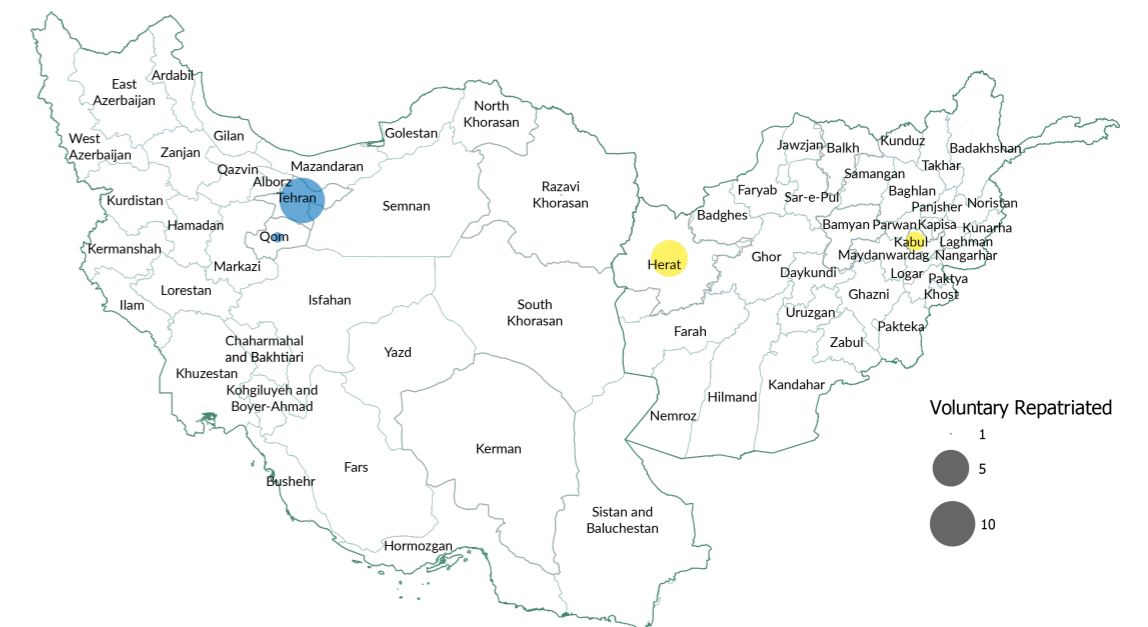 East
Azerbaijan
Ardabil
West
Azerbaijan
Zanjan
Gilan
Qazvin
Alborz
Mazandaran
Golestan
North
Khorasan
Tehran
Kurdistan
Hamadan
Qom
Semnan
Razavi
Khorasan
Kermanshah
Markazi
Lorestan
Ilam
Isfahan
South
Khorasan
Chaharmahal
and Bakhtiari
Khuzestan
Yazd
Kohgiluyeh and
Boyer-Ahmad
Kerman
Fars
Bushehr
Hormozgan
Sistan and
Baluchestan
Jawzjan
Balkh
Kunduz
Badakhshan
Takhar
Samangan
Faryab
Sar-e-Pul
Baghlan
Panjsher
Noristan
Badghes
Bamyan
Parwan
Kapisa
Kunarha
Kabul
Laghman
Herat
Ghor
Maydanwardag
Nangarhar
Daykundi
Logar
Paktya
Ghazni
Khost
Uruzgan
Farah
Pakteka
Zabul
Kandahar
Hilmand
Nemroz
Voluntary Repatriated
1
5
10